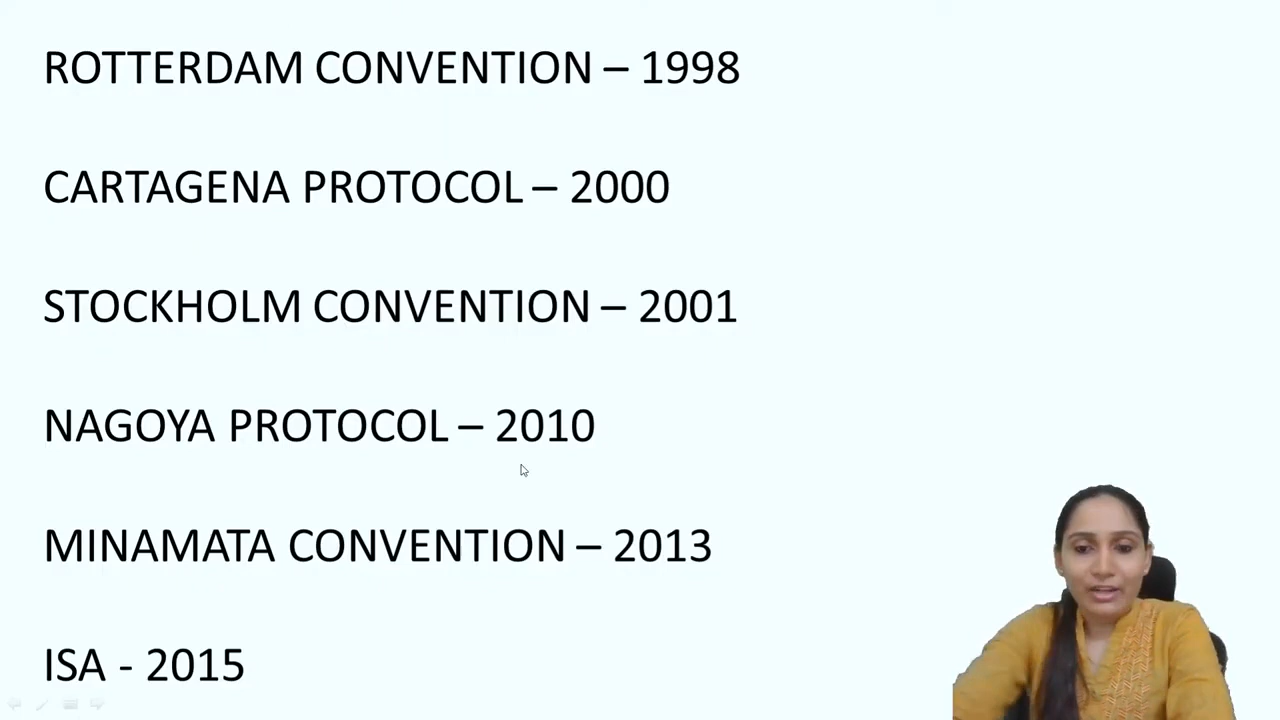 ROTTERDAM CONVENTION – 1998
CARTAGENA PROTOCOL – 2000
STOCKHOLM CONVENTION – 2001
NAGOYA PROTOCOL – 2010
MINAMATA CONVENTION – 2013
ISA - 2015